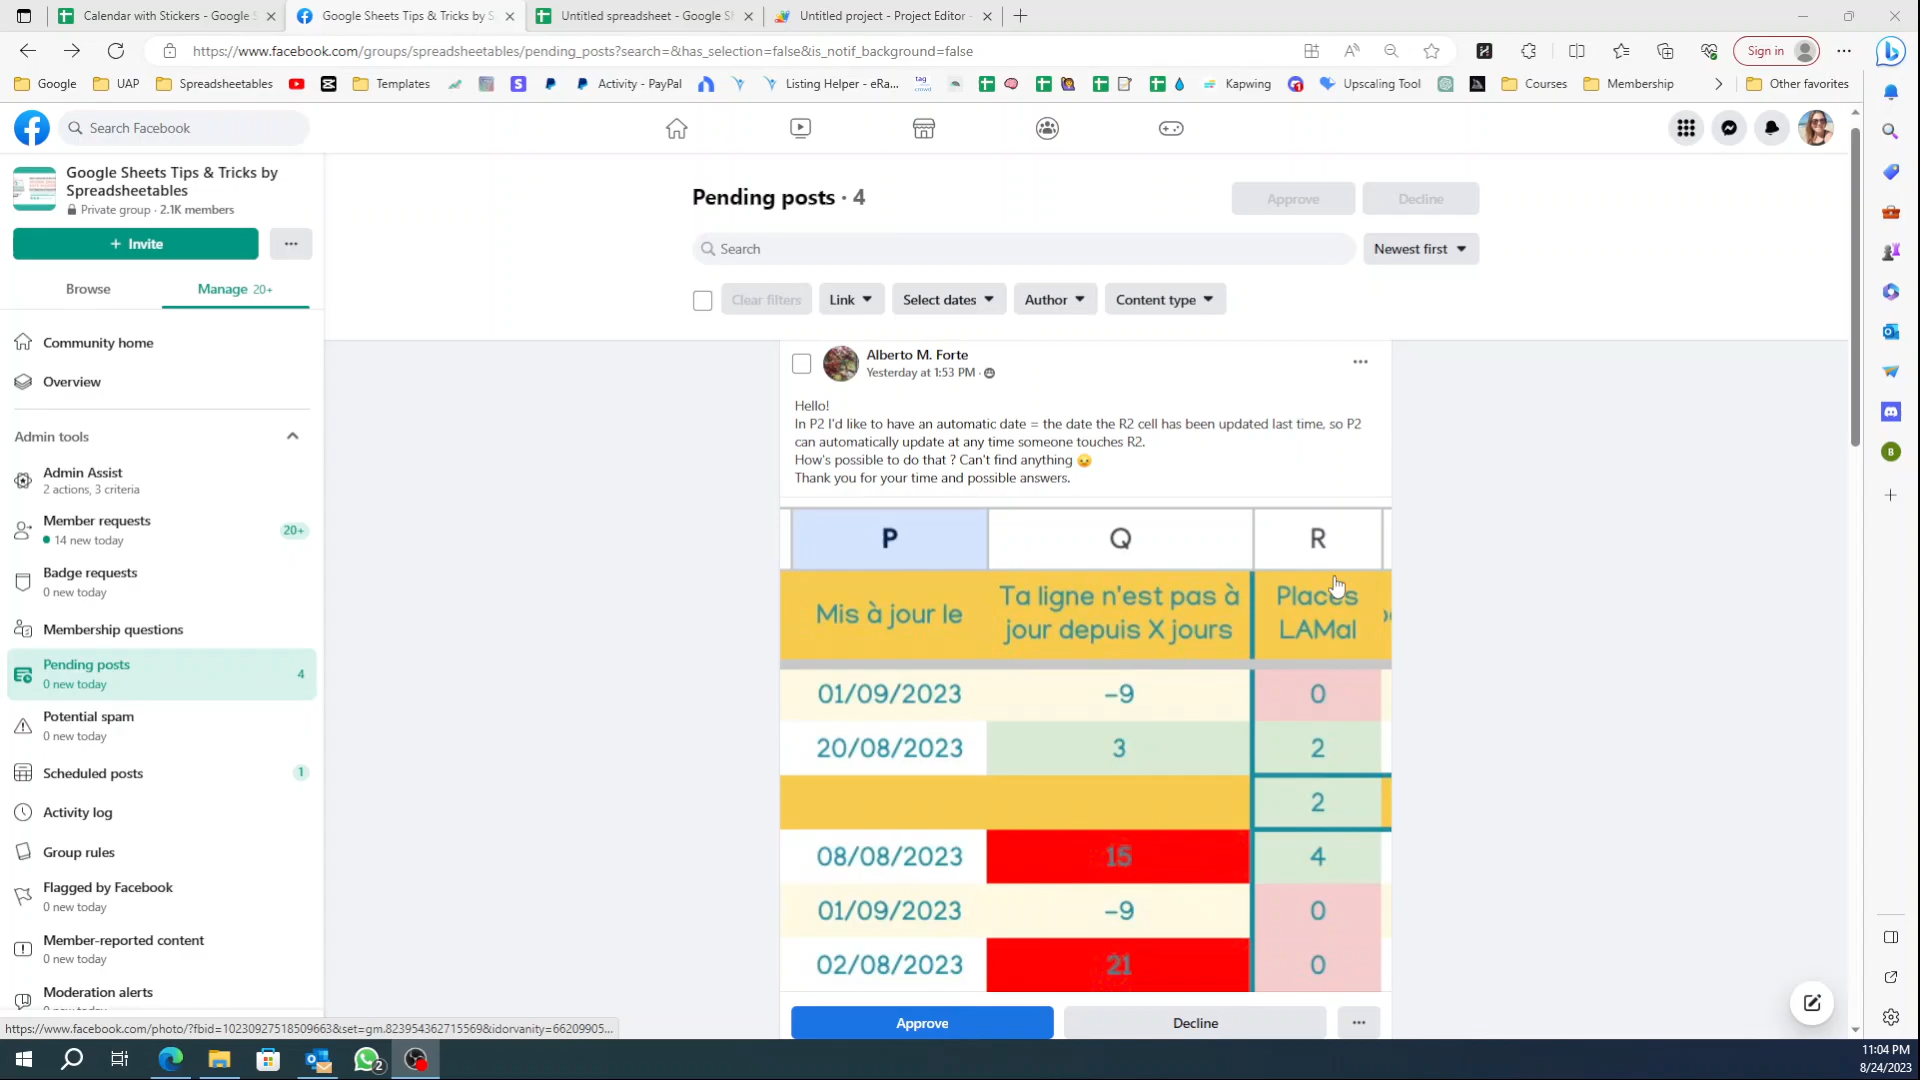 Calendar with Stickers - Google S
Google Sheets Tips & Tricks by S
Untitled spreadsheet - Google Sh
Untitled project - Project Editor -
https://www.facebook.com/groups/spreadsheetables/pending_posts?search=&has_selection=false&is_notif_background=false
Sign in
Google
UAP
Spreadsheetables
Templates
Activity - PayPal
Listing Helper - eRa...
Kapwing
Upscaling Tool
Courses
Membership
Other favorites
Search Facebook
Google Sheets Tips & Tricks by
Spreadsheetables
Private group · 2.1K members
+ Invite
Browse
Manage 20+
Community home
Overview
Admin tools
Admin Assist
2 actions, 3 criteria
Member requests
14 new today
20+
Badge requests
0 new today
Membership questions
Pending posts
0 new today
4
Potential spam
0 new today
Scheduled posts
1
Activity log
Group rules
Flagged by Facebook
0 new today
Member-reported content
0 new today
Moderation alerts
https://www.facebook.com/photo/?fbid=10230927518509663&set=gm.823954362715569&idorvanity=66209905...
Pending posts · 4
Approve
Decline
Search
Newest first
Clear filters
Link
Select dates
Author
Content type
Alberto M. Forte
Yesterday at 1:53 PM ·
Hello!
In P2 I'd like to have an automatic date = the date the R2 cell has been updated last time, so P2
can automatically update at any time someone touches R2.
How's possible to do that ? Can't find anything
Thank you for your time and possible answers.
P Q R
Mis à jour le
Ta ligne n'est pas à
jour depuis X jours
Places
LAMal
01/09/2023 -9 0
20/08/2023 3 2
2
08/08/2023 15 4
01/09/2023 -9 0
02/08/2023 21 0
Approve
Decline
B
2
11:04 PM
8/24/2023